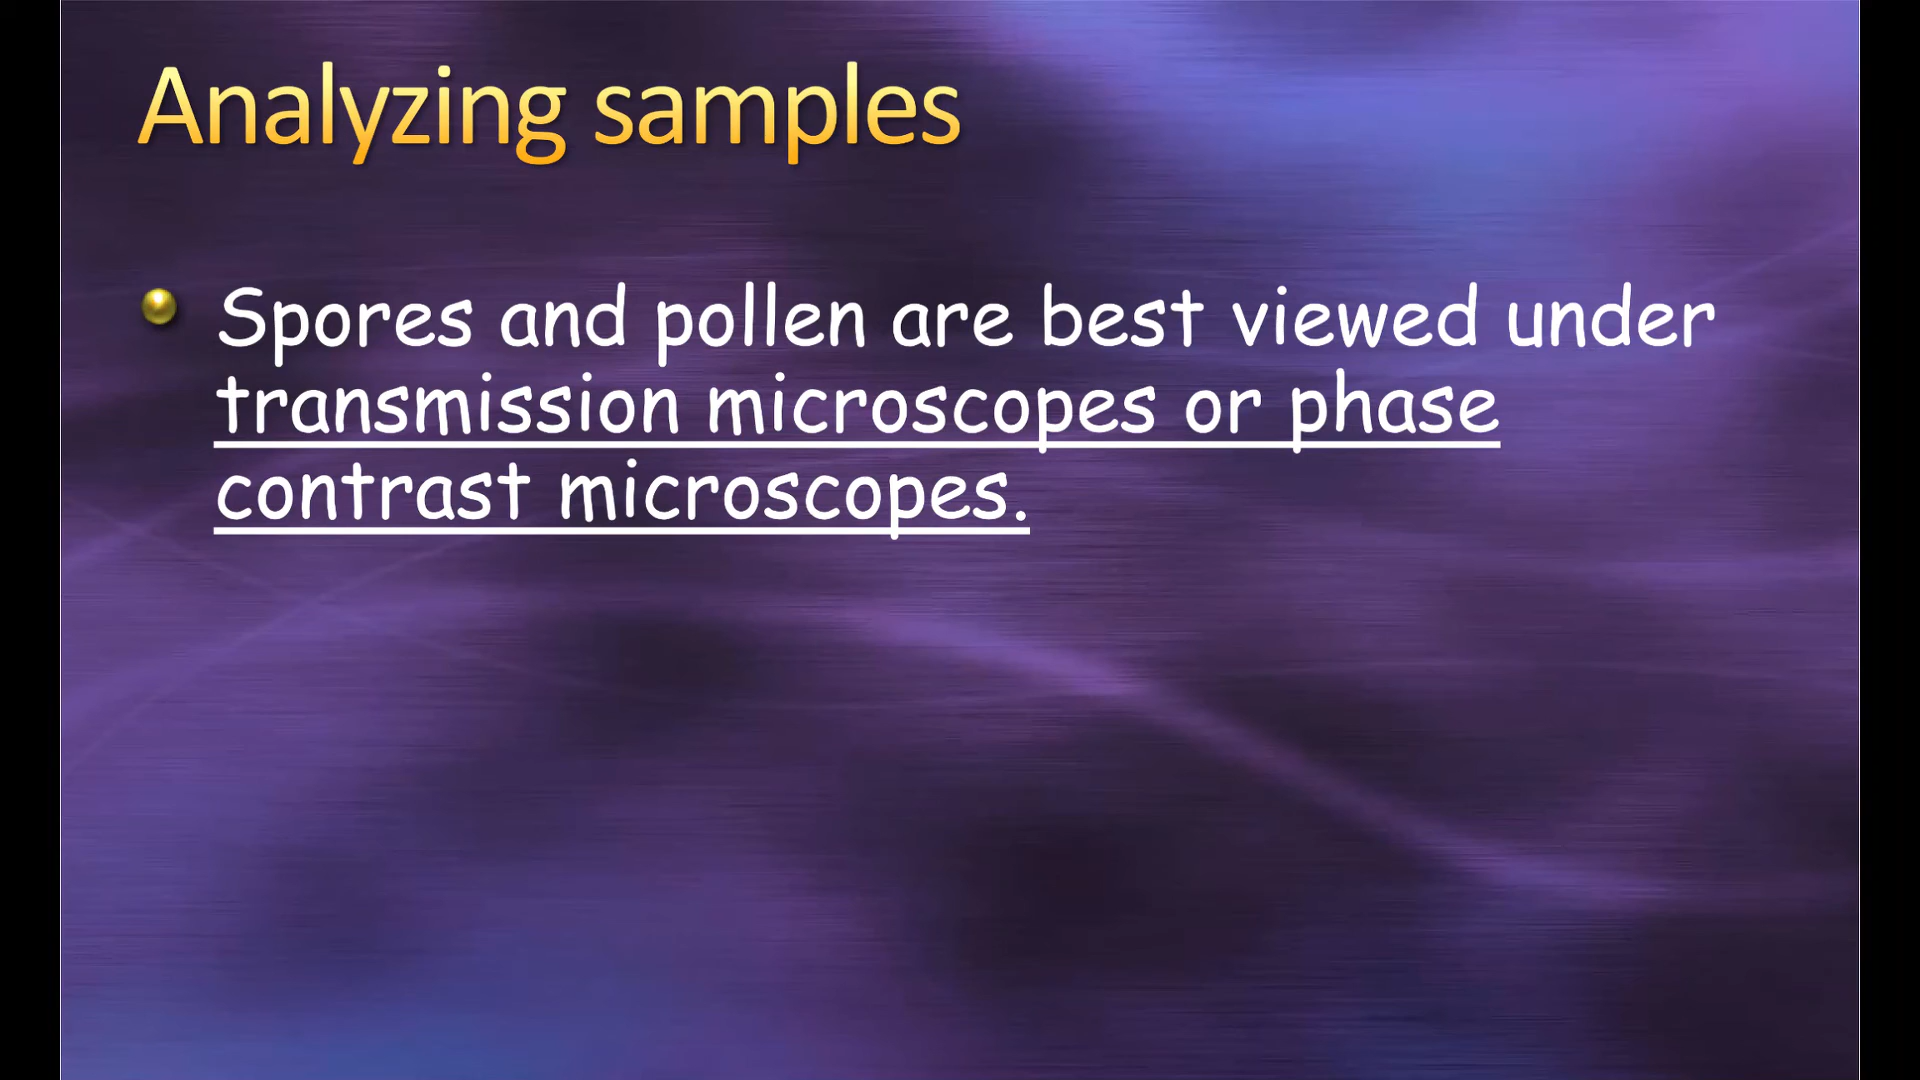 Analyzing samples
Spores and pollen are best viewed under
transmission microscopes or phase
contrast microscopes.